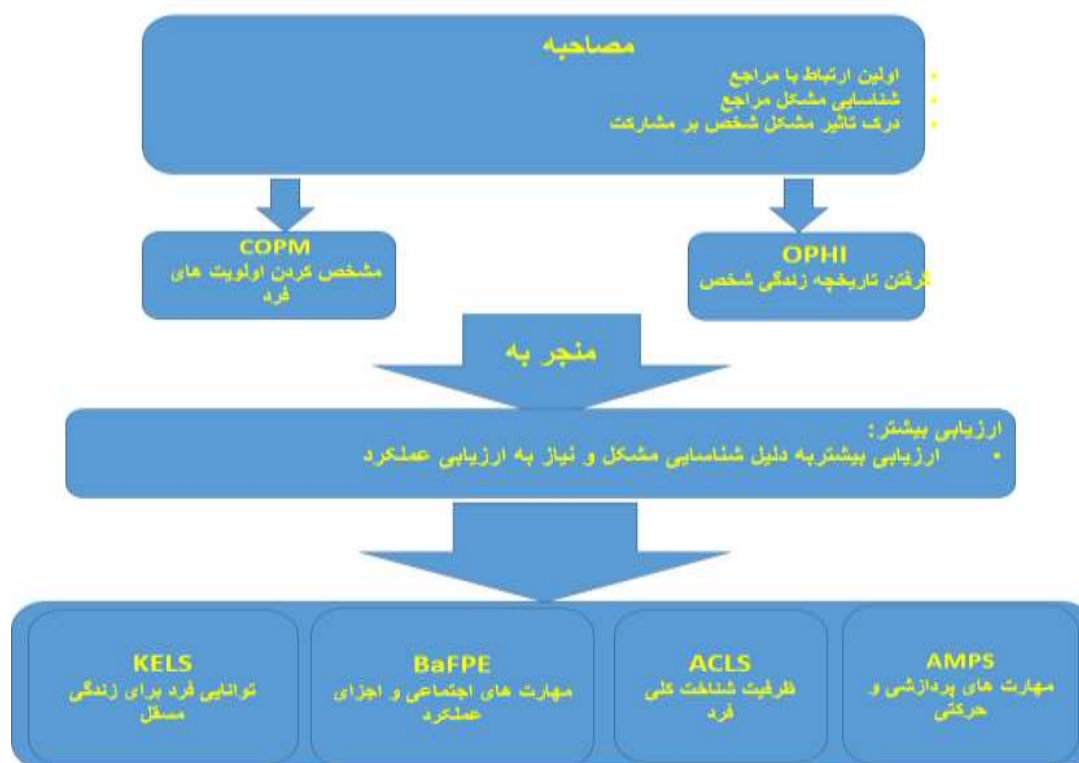 مصاحبه
• اولین ارتباط با مراجع
• شناسایی مشکل مراجع
• درک تاثیر مشکل شخص بر مشارکت
OPHI
گرفتن تاریخچه زندگی شخص
COPM
مشخص کردن اولویت های
فرد
منجر به
ارزیابی بیشتر:
• ارزیابی بیشتربه دلیل شناسایی مشکل و نیاز به ارزیابی عملکرد
AMPS
مهارت های پردازشی و
حرکتی
ACLS
ظرفیت شناخت کلی
فرد
BaFPE
مهارت های اجتماعی و اجزای
عملکرد
KELS
توانایی فرد برای زندگی
مسقل